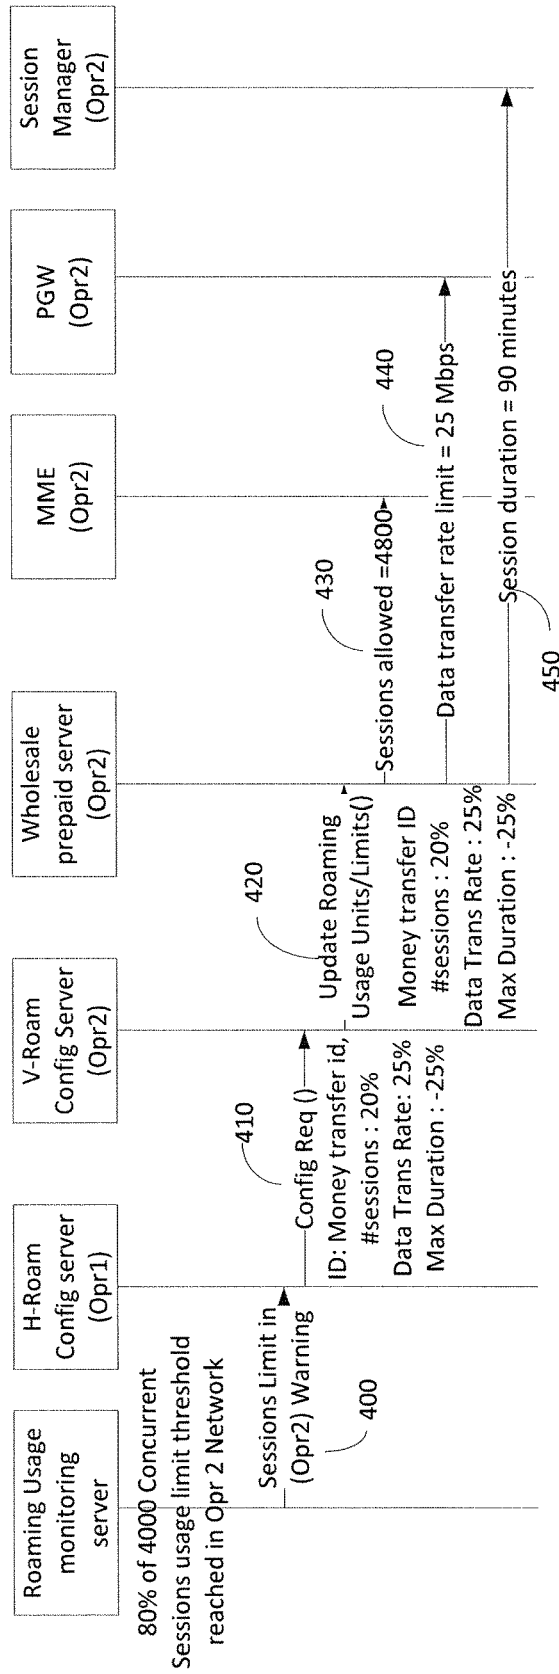 Roaming Usage
monitoring
server
H-Roam
Config server
(Opr1)
V-Roam
Config Server
(Opr2)
Wholesale
prepaid server
(Opr2)
MME
(Opr2)
PGW
(Opr2)
Session
Manager
(Opr2)
80% of 4000 Concurrent
Sessions usage limit threshold
reached in Opr 2 Network
Sessions Limit in
(Opr2) Warning
400
410
Config Req ()
ID: Money transfer id,
#sessions : 20%
Data Trans Rate: 25%
Max Duration : -25%
420
Update Roaming
Usage Units/Limits()
Money transfer ID
#sessions : 20%
Data Trans Rate : 25%
Max Duration : -25%
430
Sessions allowed =4800
440
Data transfer rate limit = 25 Mbps
Session duration = 90 minutes
450